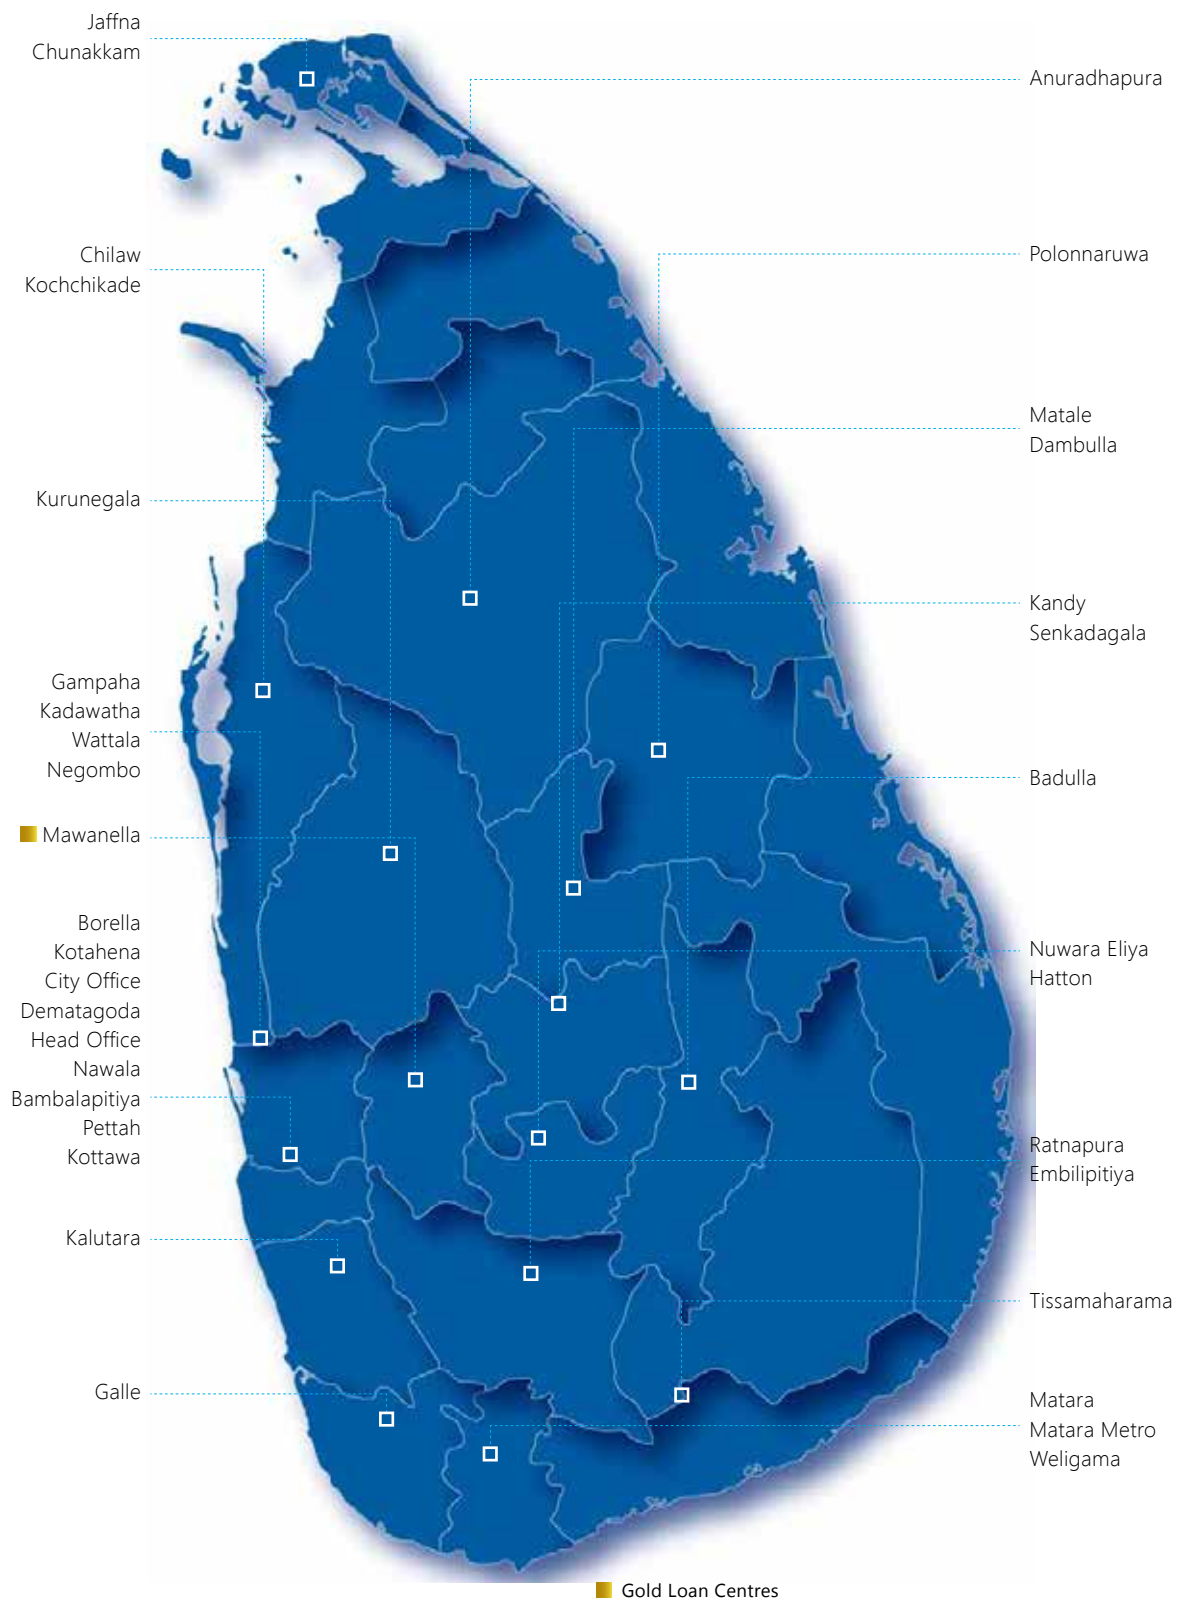 Jaffna
Chunakkam
Chilaw
Kochchikade
Kurunegala
Gampaha
Kadawatha
Wattala
Negombo
Mawanella
Borella
Kotahena
City Office
Dematagoda
Head Office
Nawala
Bambalapitiya
Pettah
Kottawa
Kalutara
Galle
Anuradhapura
Polonnaruwa
Matale
Dambulla
Kandy
Senkadagala
Badulla
Nuwara Eliya
Hatton
Ratnapura
Embilipitiya
Tissamaharama
Matara
Matara Metro
Weligama
Gold Loan Centres